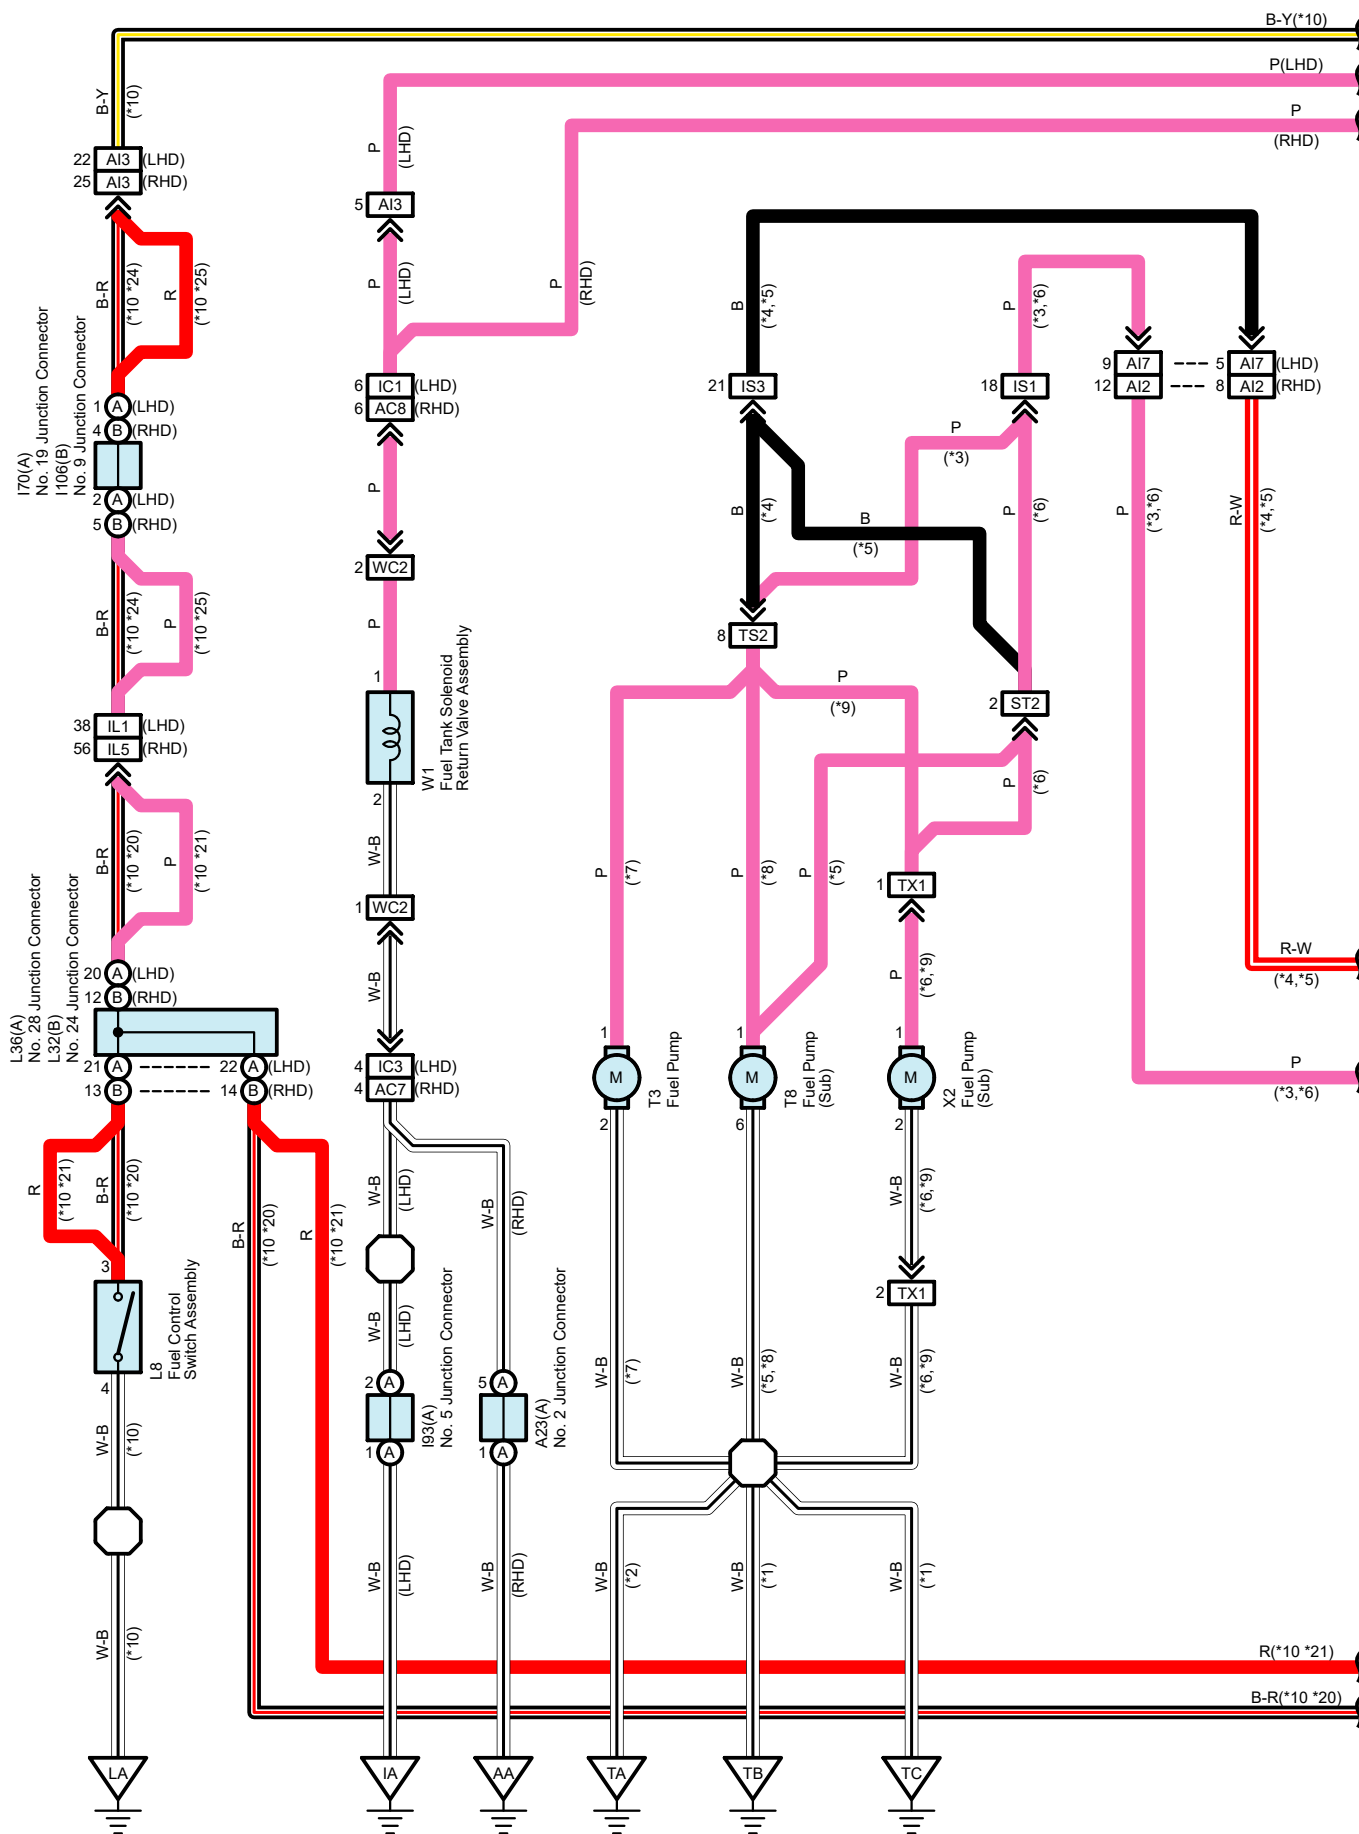 B-Y(*10)
P(LHD)
P
(RHD)
B-Y
(*10)
P
(LHD)
22 AI3 (LHD)
25 AI3 (RHD)
5 AI3
B-R
(*10 *24)
R
(*10 *25)
P
(LHD)
P
(RHD)
B
(*4,*5)
P
(*3,*6)
9 AI7 5 AI7 (LHD)
12 AI2 8 AI2 (RHD)
6 IC1 (LHD)
6 AC8 (RHD)
21 IS3
18 IS1
1 A (LHD)
4 B (RHD)
I70(A)
No. 19 Junction Connector
I106(B)
No. 9 Junction Connector
2 A (LHD)
5 B (RHD)
P
P
(*3)
B
(*4)
B
(*5)
P
(*6)
P
(*3,*6)
R-W
(*4,*5)
2 WC2
B-R
(*10 *24)
P
(*10 *25)
P
8 TS2
1
W1
Fuel Tank Solenoid
Return Valve Assembly
2
P
(*9)
2 ST2
38 IL1 (LHD)
56 IL5 (RHD)
B-R
(*10 *20)
P
(*10 *21)
W-B
P
(*7)
P
(*8)
P
(*5)
P
(*6)
1 TX1
1 WC2
L36(A)
No. 28 Junction Connector
L32(B)
No. 24 Junction Connector
20 A (LHD)
12 B (RHD)
W-B
P
(*6,*9)
R-W
(*4,*5)
21 A 22 A (LHD)
13 B 14 B (RHD)
4 IC3 (LHD)
4 AC7 (RHD)
1
M
2
T3
Fuel Pump
1
M
6
T8
Fuel Pump
(Sub)
1
M
2
X2
Fuel Pump
(Sub)
P
(*3,*6)
R
(*10 *21)
B-R
(*10 *20)
B-R
(*10 *20)
R
(*10 *21)
W-B
(LHD)
W-B
(RHD)
W-B
(*6,*9)
3
L8
Fuel Control
Switch Assembly
4
2 TX1
W-B
(LHD)
W-B
(*7)
W-B
(*5,*8)
W-B
(*6,*9)
2 A
1 A
I93(A)
No. 5 Junction Connector
5 A
1 A
A23(A)
No. 2 Junction Connector
W-B
(*10)
W-B
(LHD)
W-B
(RHD)
W-B
(*2)
W-B
(*1)
W-B
(*1)
W-B
(*10)
R(*10 *21)
B-R(*10 *20)
LA
IA
AA
TA
TB
TC